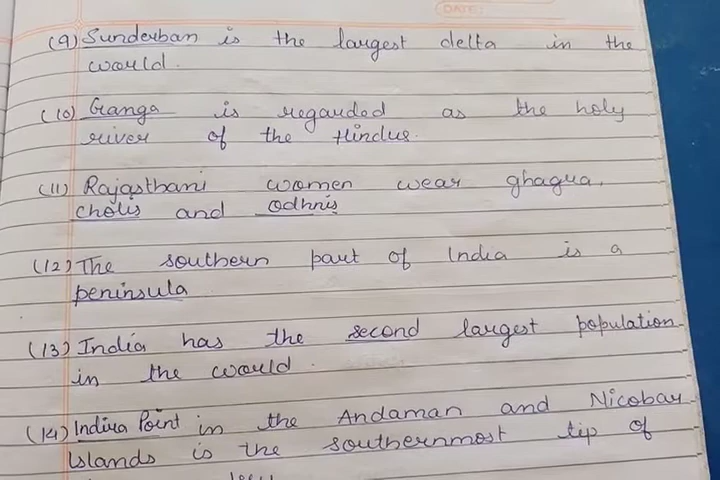 DATE:
(9) Sunderban is the largest delta in the
world.
(10) Ganga is regarded as the holy
river of the Hindus.
(11) Rajasthani women wear ghagra,
cholis and odhnis
(12) The southern part of India is a
peninsula
(13) India has the second largest population
in the world.
(14) Indira Point in the Andaman and Nicobar
Islands is the southernmost tip of